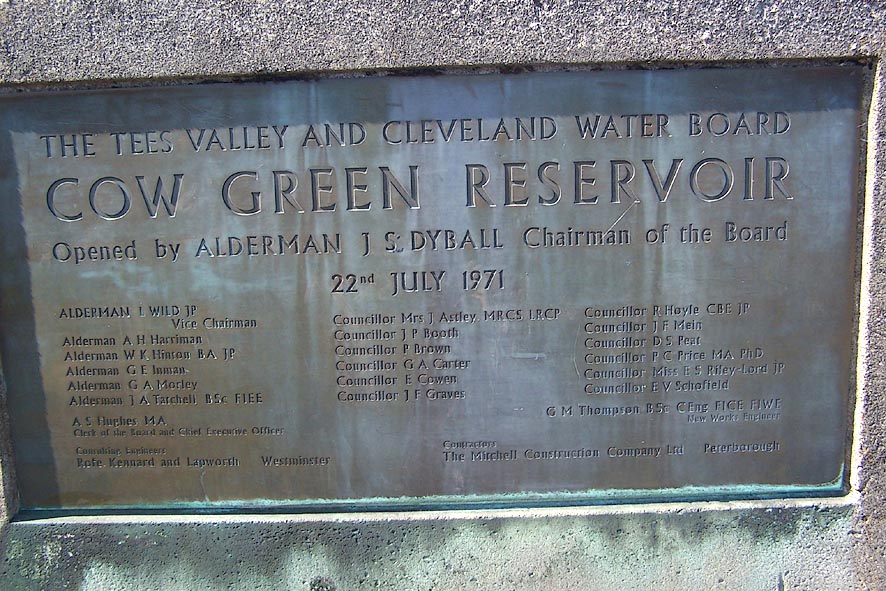 THE TEES VALLEY AND CLEVELAND WATER BOARD
COW GREEN RESERVOIR
Opened by ALDERMAN J S DYBALL Chairman of the Board
22nd JULY 1971
ALDERMAN I WILD JP
Vice Chairman
Alderman A H Harriman
Alderman W K Hinton BA JP
Alderman G E Inman
Alderman G A Morley
Alderman J A Tatchell BSc FIEE
A S Hughes MA
Clerk of the Board and Chief Executive Officer
Consulting Engineers
Rofe Kennard and Lapworth Westminster
Councillor Mrs J Astley MRCS LRCP
Councillor J P Booth
Councillor P Brown
Councillor G A Carter
Councillor E Cowen
Councillor J F Graves
Councillor R Hoyle CBE JP
Councillor J F Mein
Councillor D S Peat
Councillor P C Price MA PhD
Councillor Miss E S Riley-Lord JP
Councillor E V Schofield
G M Thompson BSc CEng FICE FIWE
New Works Engineer
Contractors
The Mitchell Construction Company Ltd Peterborough